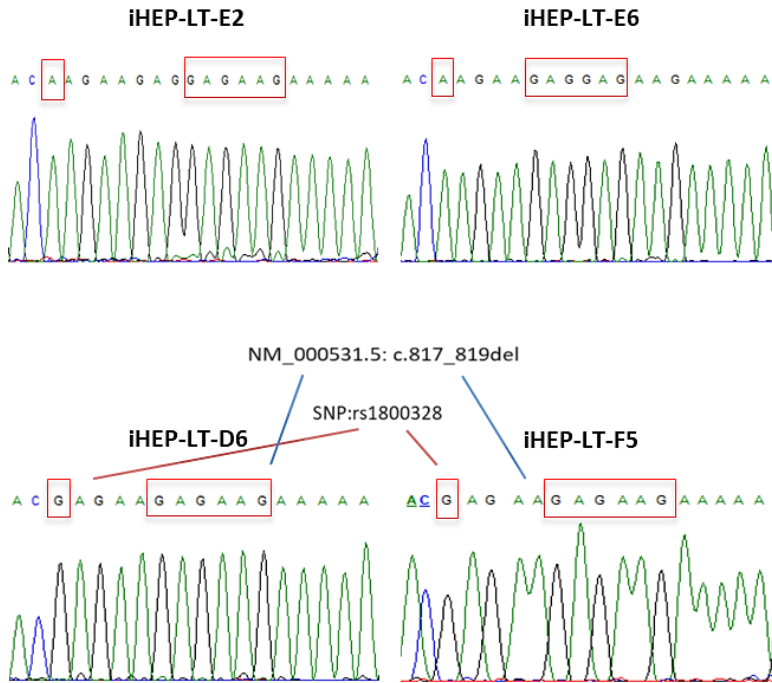 iHEP-LT-E2 iHEP-LT-E6
A C A A G A A G A G G A G A A G A A A A A
A C A A G A A G A G G A G A A G A A A A A
NM_000531.5: c.817_819del
SNP:rs1800328
iHEP-LT-D6 iHEP-LT-F5
A C G A G A A G A G A A G A A A A A
A C G A G A A G A G A A G A A A A A